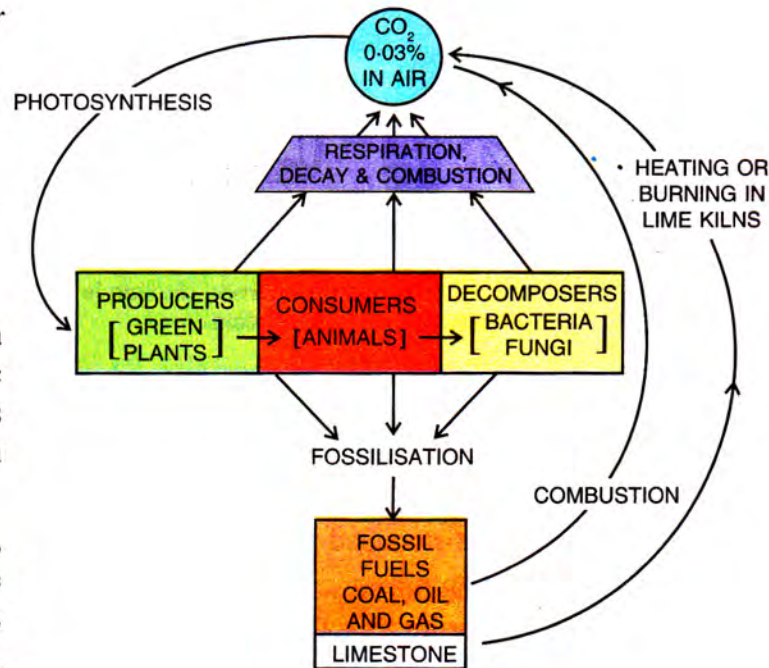 CO2
0·03%
IN AIR
PHOTOSYNTHESIS
RESPIRATION,
DECAY & COMBUSTION
HEATING OR
BURNING IN
LIME KILNS
PRODUCERS
[GREEN
PLANTS]
CONSUMERS
[ANIMALS]
DECOMPOSERS
[BACTERIA
FUNGI]
FOSSILISATION
COMBUSTION
FOSSIL
FUELS
COAL, OIL
AND GAS
LIMESTONE